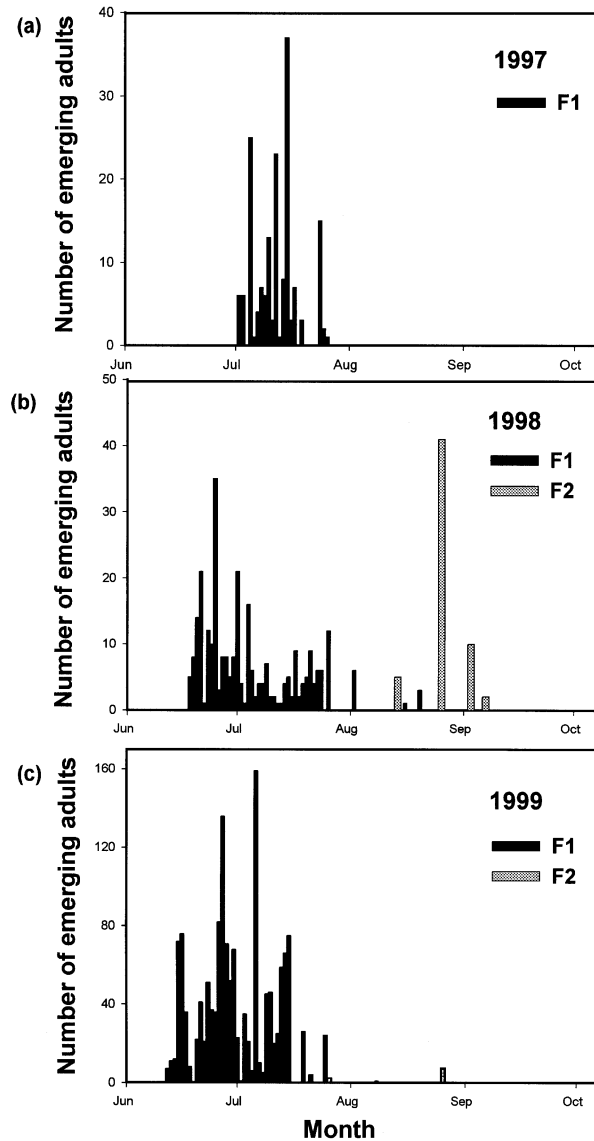 (a)
Number of emerging adults
40
30
20
10
0
1997
F1
Jun Jul Aug Sep Oct
(b)
Number of emerging adults
50
40
30
20
10
0
1998
F1
F2
Jun Jul Aug Sep Oct
(c)
Number of emerging adults
160
120
80
40
0
1999
F1
F2
Jun Jul Aug Sep Oct
Month